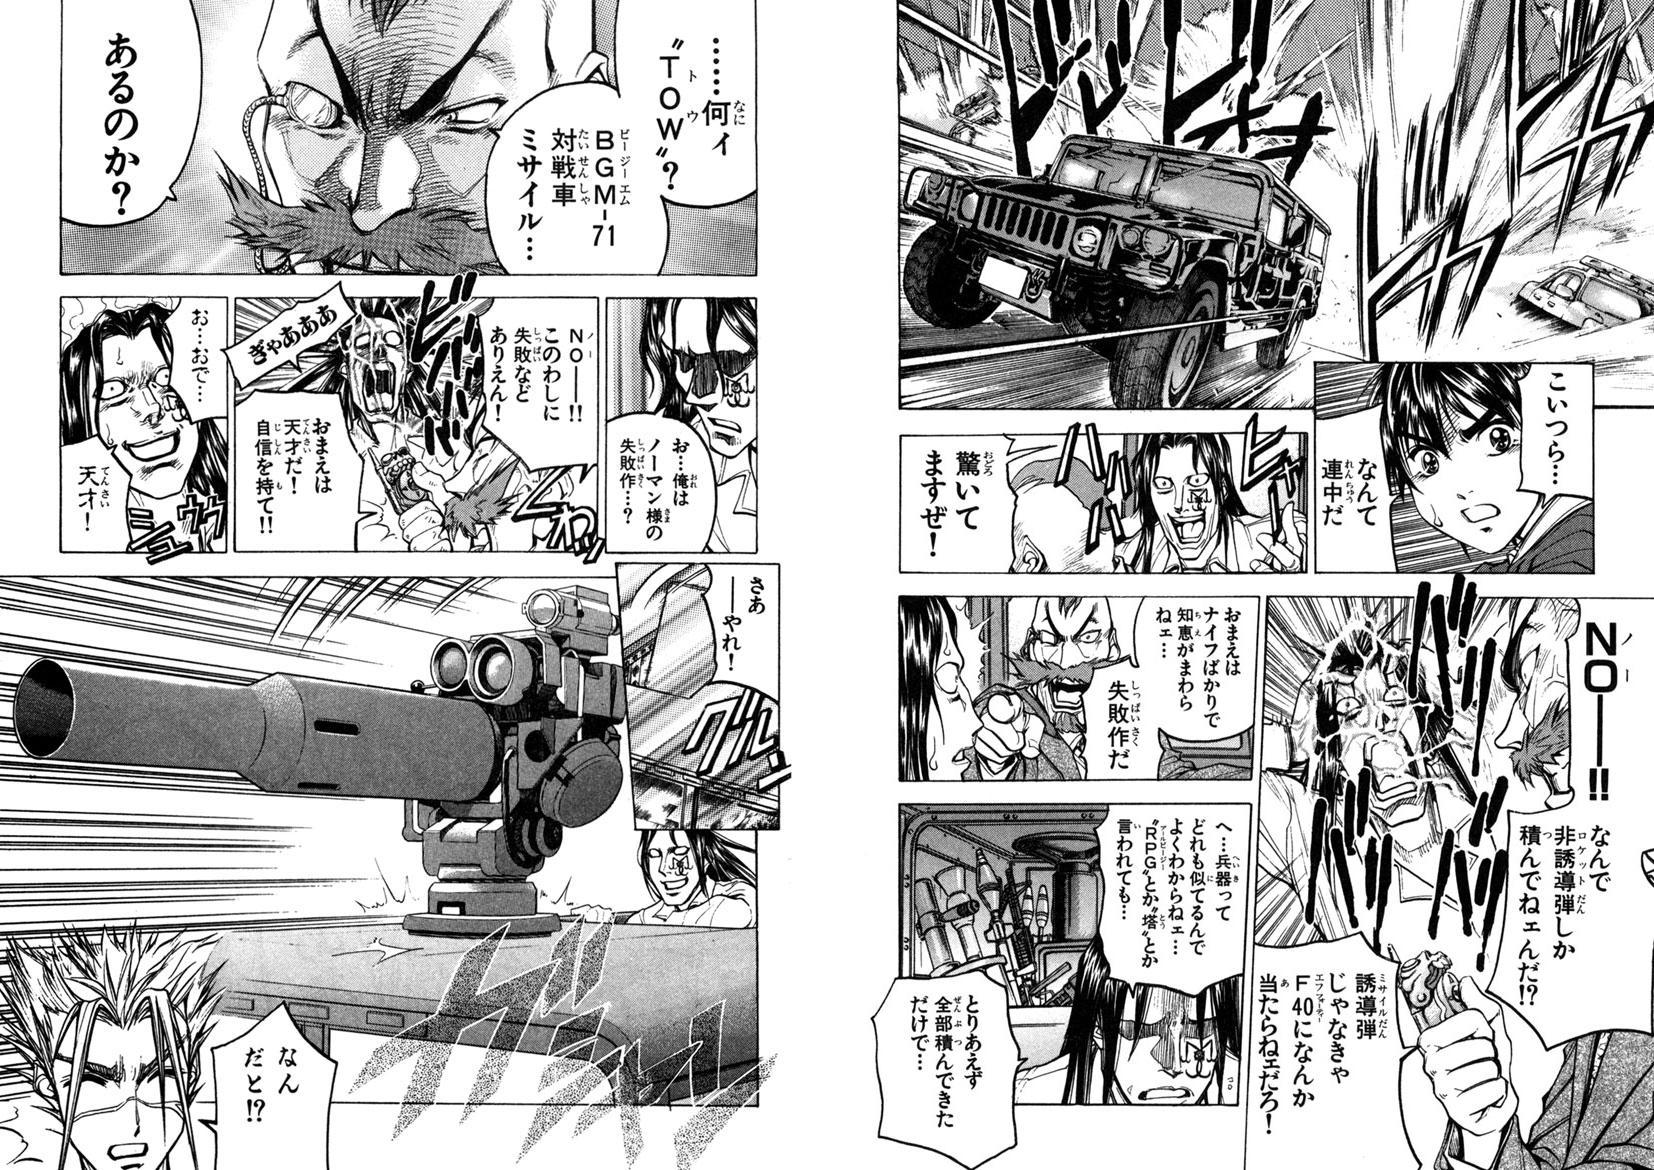 こいつら…
なんて
連中だ
驚いて
ますぜ！
NO——!!
なんで
非誘導弾しか
積んでねェんだ!?
誘導弾
じゃなきゃ
F40になんか
当たらねェだろ！
おまえは
ナイフばかりで
知恵がまわら
ねェ…
失敗作だ
へ…兵器って
どれも似てるんで
よくわからねェ…
〝RPG〟とか〝塔〟とか
言われても…
とりあえず
全部積んできた
だけで…
……何ィ
〝TOW〟？
BGM-71
対戦車
ミサイル…
あるのか？
お…俺は
ノーマン様の
失敗作…？
NO——!!
このわしに
失敗など
ありえん！
ぎゃあああ
おまえは
天才だ！
自信を持て!!
お…おで…
天才！
さあ
——やれ！
なん
だと!?